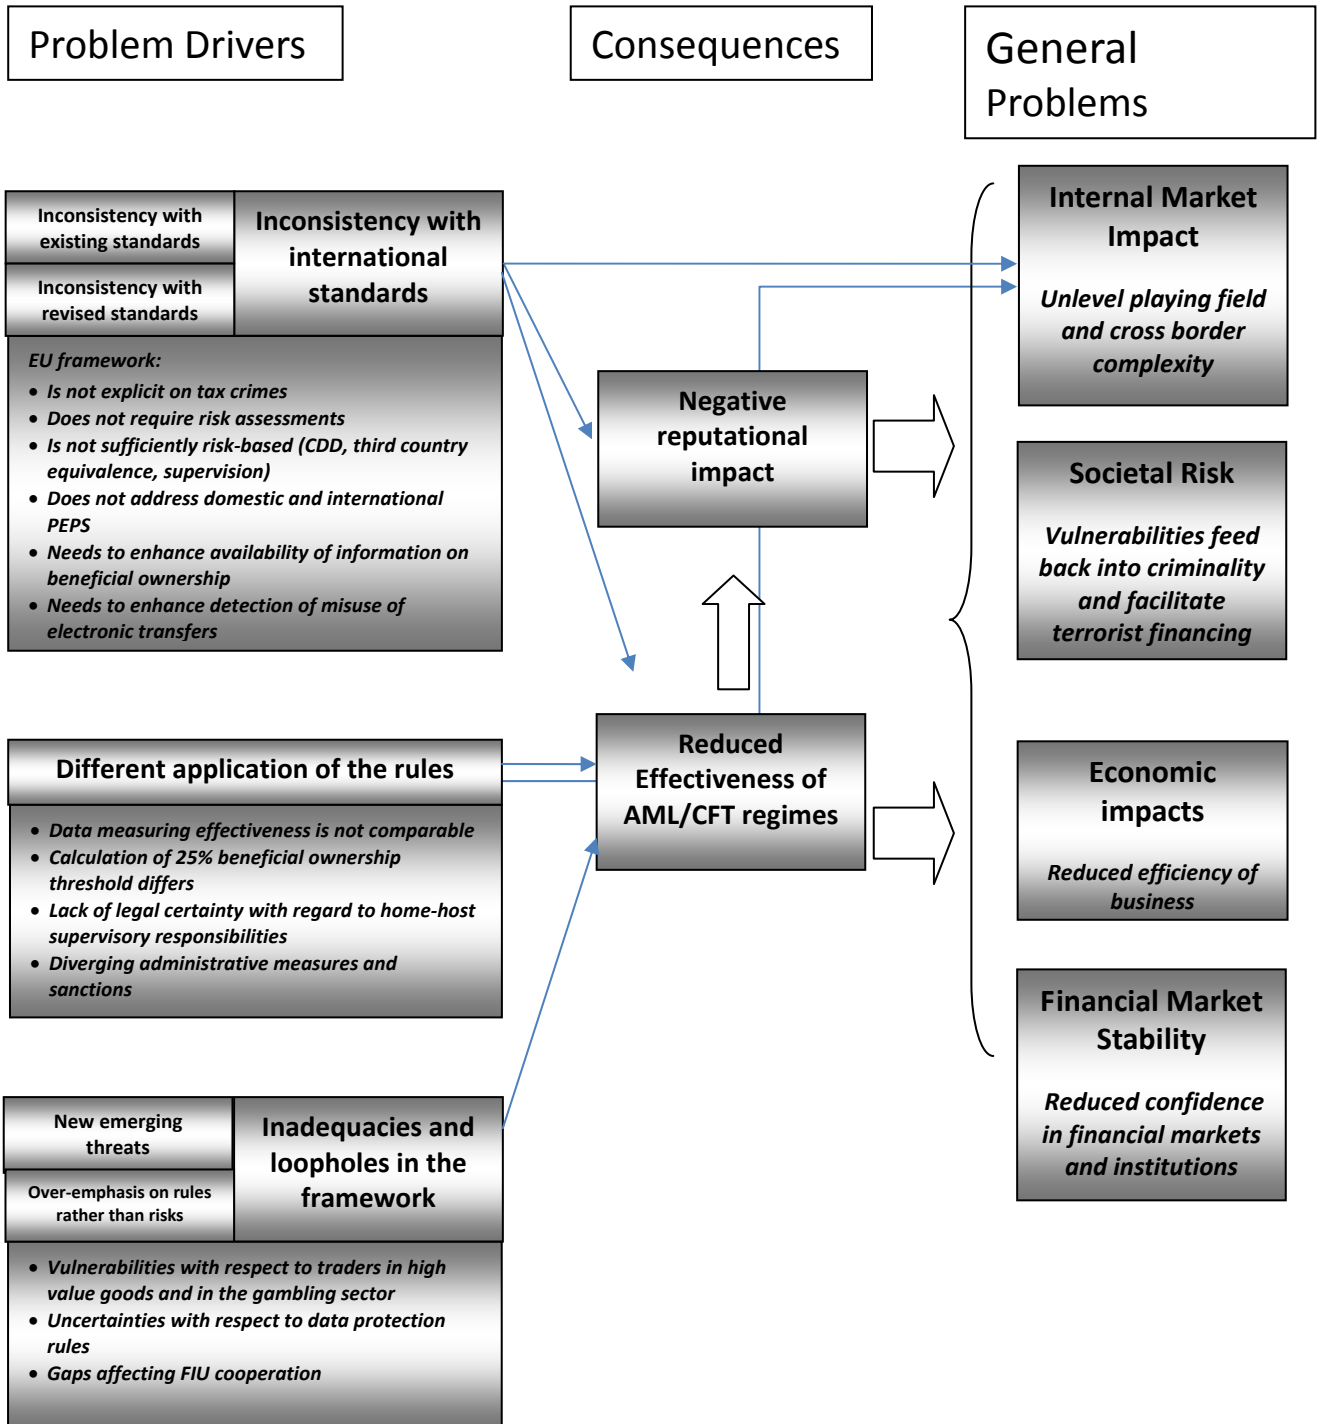 Problem Drivers
Consequences
General
Problems
Inconsistency with
existing standards
Inconsistency with
revised standards
Inconsistency with
international
standards
EU framework:
• Is not explicit on tax crimes
• Does not require risk assessments
• Is not sufficiently risk-based (CDD, third country
equivalence, supervision)
• Does not address domestic and international
PEPS
• Needs to enhance availability of information on
beneficial ownership
• Needs to enhance detection of misuse of
electronic transfers
Different application of the rules
• Data measuring effectiveness is not comparable
• Calculation of 25% beneficial ownership
threshold differs
• Lack of legal certainty with regard to home-host
supervisory responsibilities
• Diverging administrative measures and
sanctions
New emerging
threats
Over-emphasis on rules
rather than risks
Inadequacies and
loopholes in the
framework
• Vulnerabilities with respect to traders in high
value goods and in the gambling sector
• Uncertainties with respect to data protection
rules
• Gaps affecting FIU cooperation
Negative
reputational
impact
Reduced
Effectiveness of
AML/CFT regimes
Internal Market
Impact
Unlevel playing field
and cross border
complexity
Societal Risk
Vulnerabilities feed
back into criminality
and facilitate
terrorist financing
Economic
impacts
Reduced efficiency of
business
Financial Market
Stability
Reduced confidence
in financial markets
and institutions